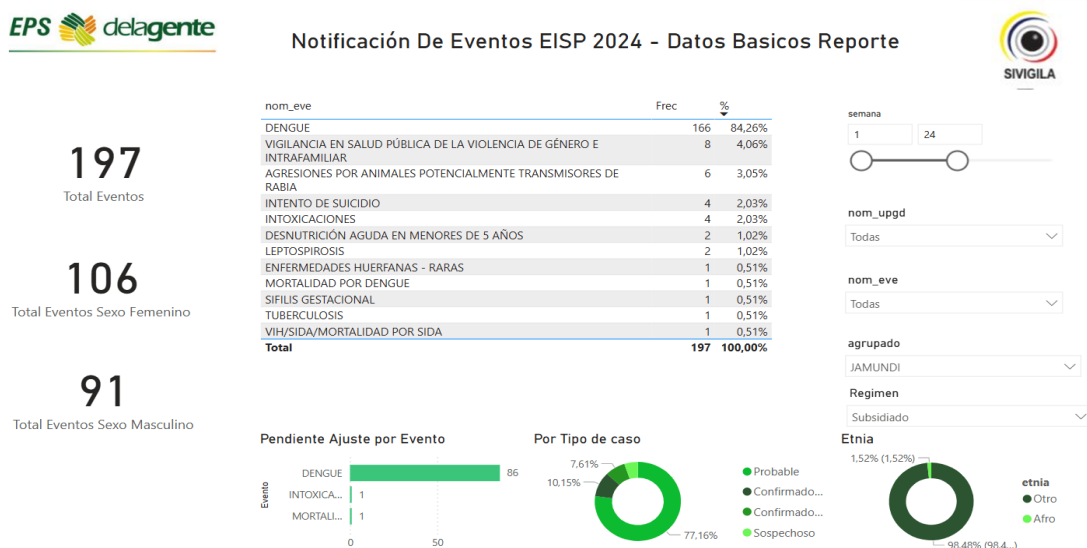 EPS delagente
Notificación De Eventos EISP 2024 - Datos Basicos Reporte
SIVIGILA
197
Total Eventos
106
Total Eventos Sexo Femenino
91
Total Eventos Sexo Masculino
nom_eve Frec %
DENGUE 166 84,26%
VIGILANCIA EN SALUD PÚBLICA DE LA VIOLENCIA DE GÉNERO E 8 4,06%
INTRAFAMILIAR
AGRESIONES POR ANIMALES POTENCIALMENTE TRANSMISORES DE 6 3,05%
RABIA
INTENTO DE SUICIDIO 4 2,03%
INTOXICACIONES 4 2,03%
DESNUTRICIÓN AGUDA EN MENORES DE 5 AÑOS 2 1,02%
LEPTOSPIROSIS 2 1,02%
ENFERMEDADES HUERFANAS - RARAS 1 0,51%
MORTALIDAD POR DENGUE 1 0,51%
SIFILIS GESTACIONAL 1 0,51%
TUBERCULOSIS 1 0,51%
VIH/SIDA/MORTALIDAD POR SIDA 1 0,51%
Total 197 100,00%
semana
1 24
nom_upgd
Todas
nom_eve
Todas
agrupado
JAMUNDI
Regimen
Subsidiado
Pendiente Ajuste por Evento
Evento
DENGUE 86
INTOXICA... 1
MORTALI... 1
0 50
Por Tipo de caso
7,61%
10,15%
77,16%
Probable
Confirmado...
Confirmado...
Sospechoso
Etnia
1,52% (1,52%)
98,48% (98,4...)
etnia
Otro
Afro